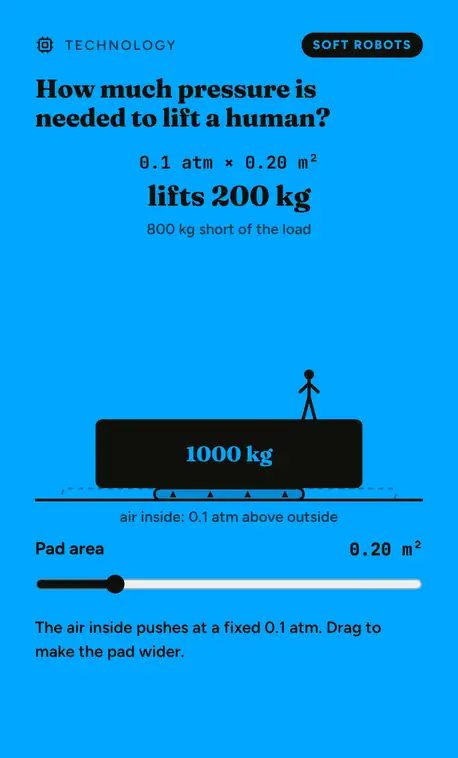 TECHNOLOGY
SOFT ROBOTS
How much pressure is
needed to lift a human?
0.1 atm × 0.20 m²
lifts 200 kg
800 kg short of the load
1000 kg
air inside: 0.1 atm above outside
Pad area
0.20 m²
The air inside pushes at a fixed 0.1 atm. Drag to
make the pad wider.